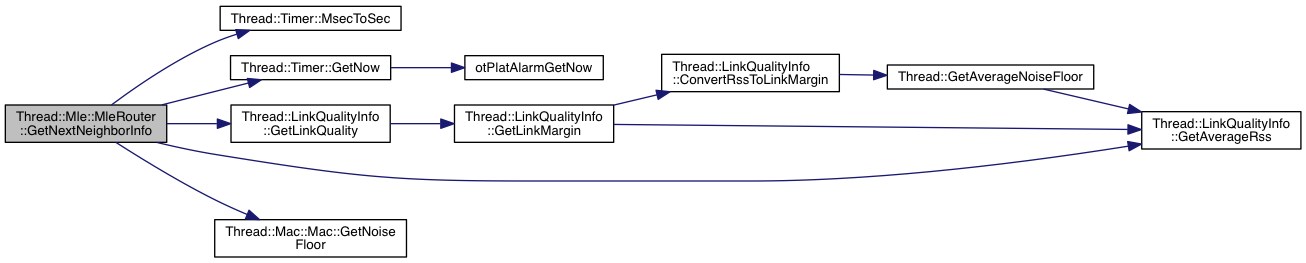 Thread::Timer::MsecToSec
Thread::Timer::GetNow
otPlatAlarmGetNow
Thread::LinkQualityInfo
::ConvertRssToLinkMargin
Thread::GetAverageNoiseFloor
Thread::Mle::MleRouter
::GetNextNeighborInfo
Thread::LinkQualityInfo
::GetLinkQuality
Thread::LinkQualityInfo
::GetLinkMargin
Thread::LinkQualityInfo
::GetAverageRss
Thread::Mac::Mac::GetNoise
Floor